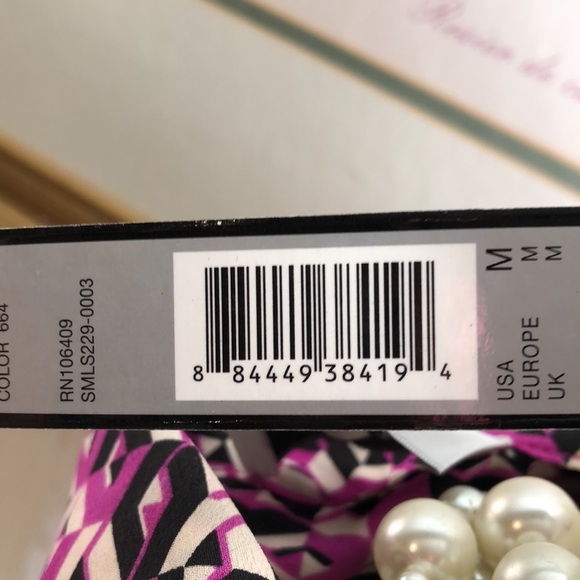 COLOR 664
RN106409
SMLS229-0003
8 84449 38419 4
USA M
EUROPE M
UK M